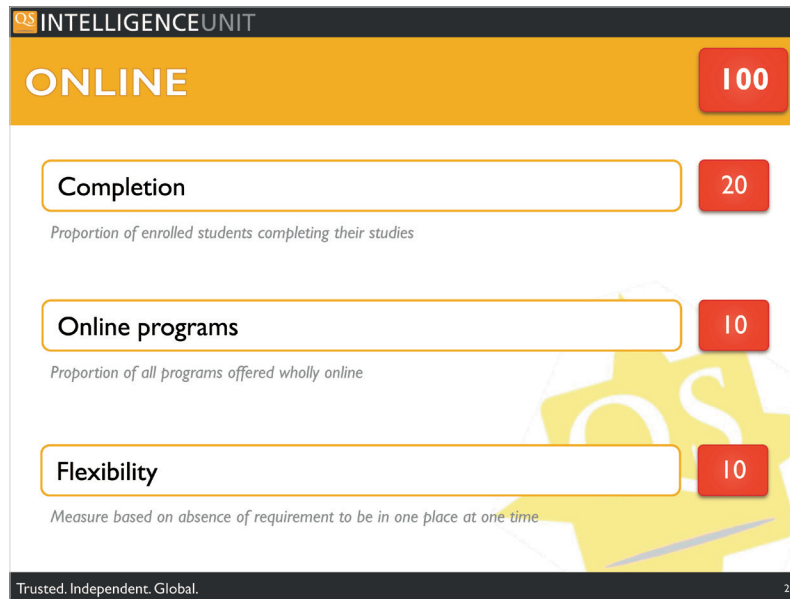 QS INTELLIGENCEUNIT
ONLINE 100
Completion 20
Proportion of enrolled students completing their studies
Online programs 10
Proportion of all programs offered wholly online
QS
Flexibility 10
Measure based on absence of requirement to be in one place at one time
Trusted. Independent. Global. 2